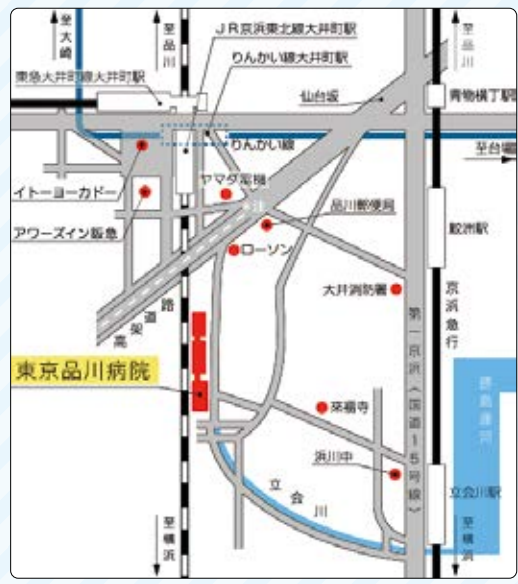 至大崎
至品川
JR京浜東北線大井町駅
至品川
りんかい線大井町駅
東急大井町線大井町駅
仙台坂
青物横丁駅
りんかい線
至台場
イトーヨーカドー
ヤマダ電機
注
品川郵便局
アワーズイン阪急
鮫洲駅
ローソン
大井消防署
高架道路
京浜急行
第一京浜(国道15号線)
東京品川病院
来福寺
浜川中
立会川
立会川駅
至横浜
至横浜